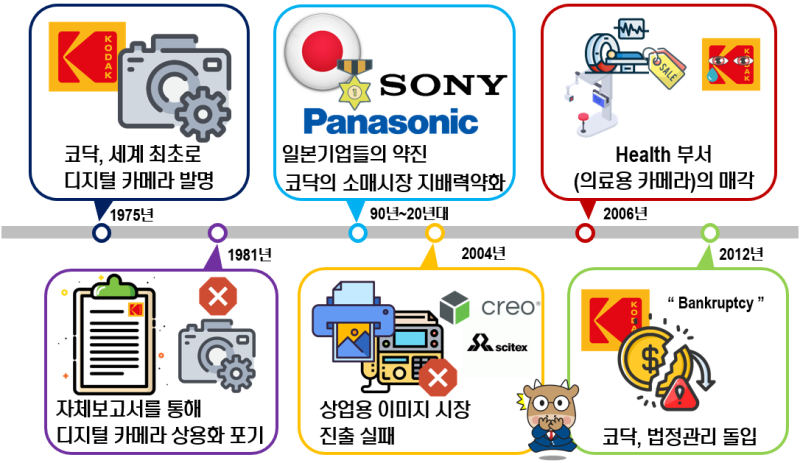 KODAK
코닥, 세계 최초로
디지털 카메라 발명
1975년
1
SONY
Panasonic
일본기업들의 약진
코닥의 소매시장 지배력약화
90년~20년대
SALE
KODAK
Health 부서
(의료용 카메라)의 매각
2006년
1981년
KODAK
자체보고서를 통해
디지털 카메라 상용화 포기
2004년
creo
scitex
상업용 이미지 시장
진출 실패
2012년
KODAK
“ Bankruptcy ”
$
코닥, 법정관리 돌입